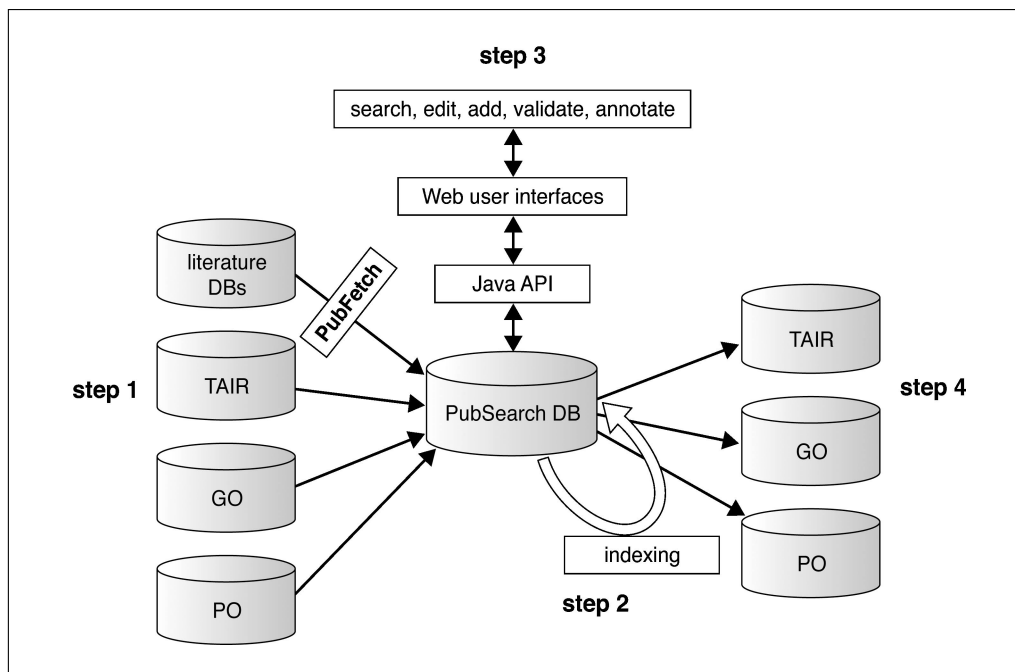 step 3
search, edit, add, validate, annotate
Web user interfaces
Java API
literature
DBs
PubFetch
TAIR
step 1
GO
PO
PubSearch DB
TAIR
step 4
GO
PO
indexing
step 2